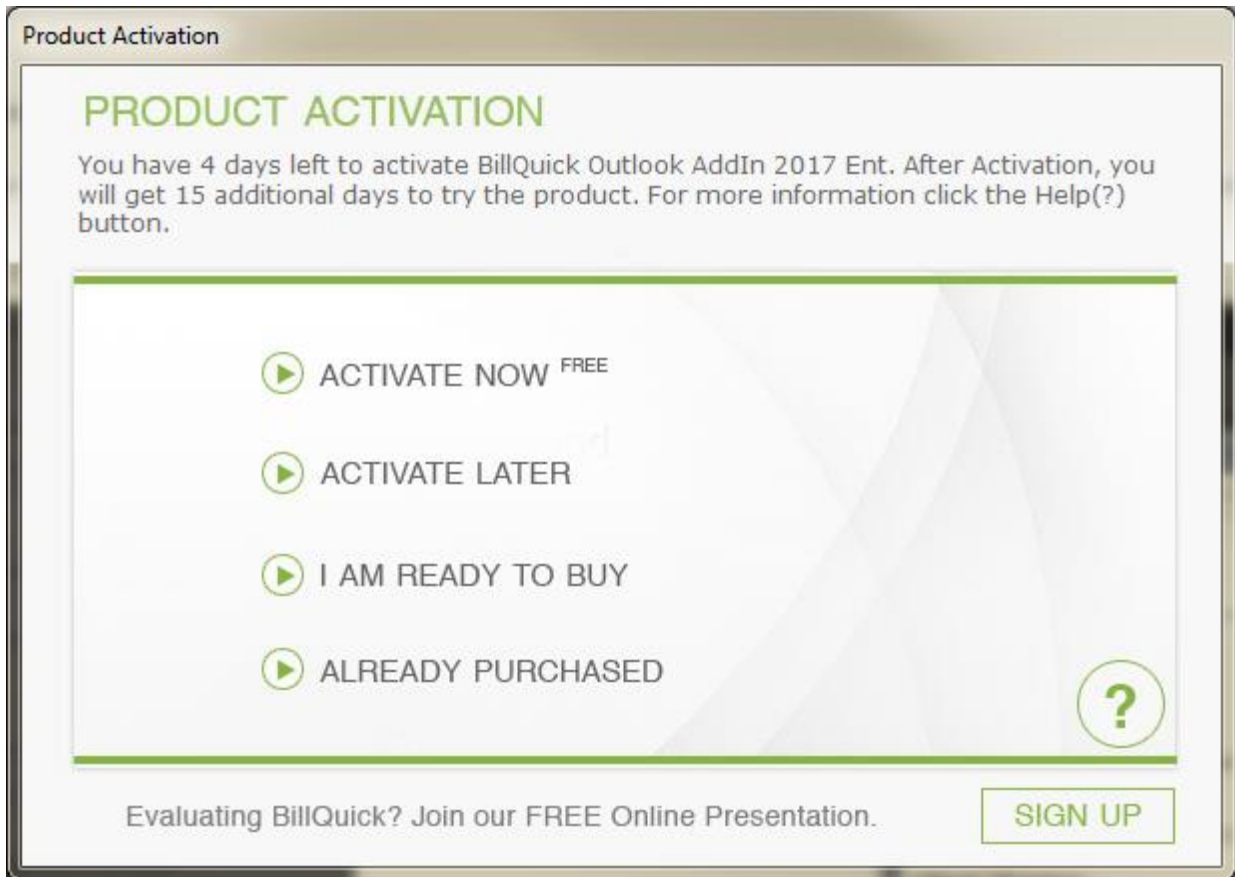 Product Activation
PRODUCT ACTIVATION
You have 4 days left to activate BillQuick Outlook AddIn 2017 Ent. After Activation, you
will get 15 additional days to try the product. For more information click the Help(?)
button.
ACTIVATE NOW FREE
ACTIVATE LATER
I AM READY TO BUY
ALREADY PURCHASED
?
Evaluating BillQuick? Join our FREE Online Presentation.
SIGN UP